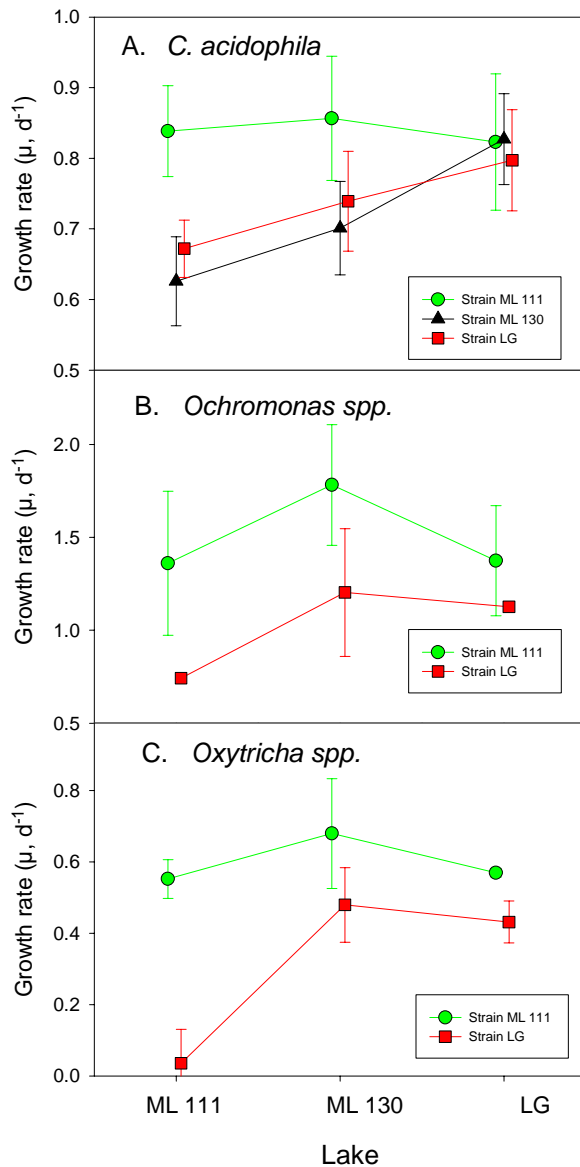 A. C. acidophila
1.0
0.9
0.8
0.7
0.6
0.5
Growth rate (μ, d⁻¹)
Strain ML 111
Strain ML 130
Strain LG
B. Ochromonas spp.
2.0
1.5
1.0
0.5
Growth rate (μ, d⁻¹)
Strain ML 111
Strain LG
C. Oxytricha spp.
0.8
0.6
0.4
0.2
0.0
Growth rate (μ, d⁻¹)
Strain ML 111
Strain LG
ML 111 ML 130 LG
Lake